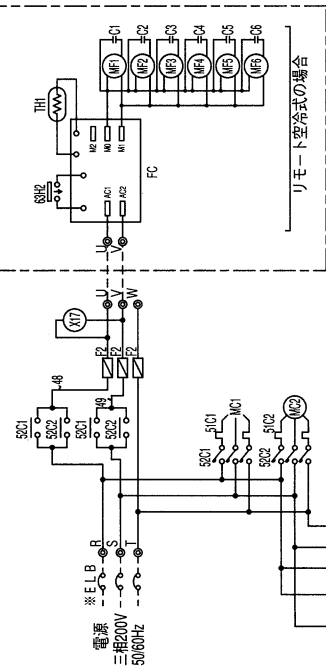 C1
C2
C3
C4
C5
C6
MF1
MF2
MF3
MF4
MF5
MF6
TH1
63H2
M2
M0
M1
AC1
AC2
FC
リモート空冷式の場合
U
V
U
V
W
X17
F2
F2
F2
48
49
52C1
52C2
52C1
52C2
52C1
51C1
MC1
52C2
51C2
MC2
R
S
T
※ELB
電源
三相200V
50/60Hz